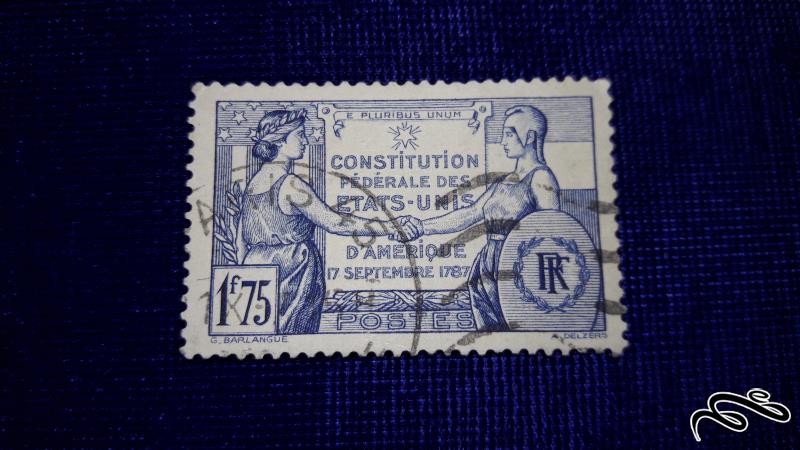 E PLURIBUS UNUM
CONSTITUTION
FÉDÉRALE DES
ETATS-UNIS
D'AMÉRIQUE
17 SEPTEMBRE 1787
RF
1F75
POSTES
G. BARLANGUE
A. DELZERS